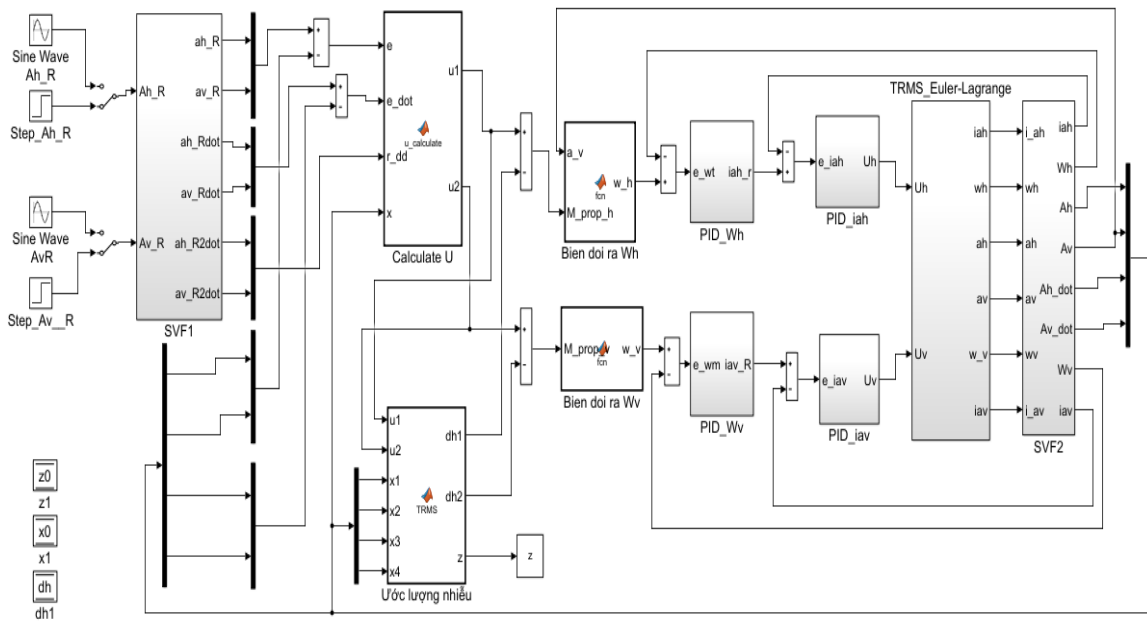 Sine Wave
Ah_R
Step_Ah_R
Sine Wave
AvR
Step_Av__R
Ah_R
Av_R
ah_R
av_R
ah_Rdot
av_Rdot
ah_R2dot
av_R2dot
SVF1
e
e_dot
r_dd
x
u_calculate
u1
u2
Calculate U
a_v
M_prop_h
fcn
w_h
Bien doi ra Wh
e_wt
iah_r
PID_Wh
e_iah
Uh
PID_iah
M_prop_v
fcn
w_v
Bien doi ra Wv
e_wm
iav_R
PID_Wv
e_iav
Uv
PID_iav
TRMS_Euler-Lagrange
Uh
Uv
iah
wh
ah
av
w_v
iav
i_ah
wh
ah
av
wv
i_av
iah
Wh
Ah
Av
Ah_dot
Av_dot
Wv
iav
SVF2
u1
u2
x1
x2
x3
x4
TRMS
dh1
dh2
z
Ước lượng nhiễu
z
z0
z1
x0
x1
dh
dh1